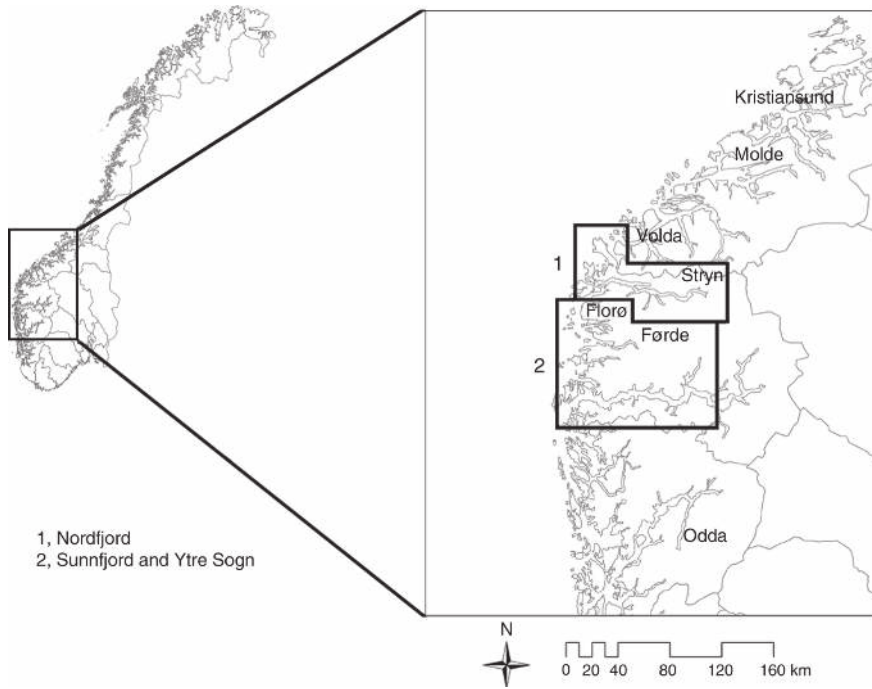 Kristiansund
Molde
Volda
1
Stryn
Florø
Førde
2
Odda
1, Nordfjord
2, Sunnfjord and Ytre Sogn
N
0 20 40 80 120 160 km